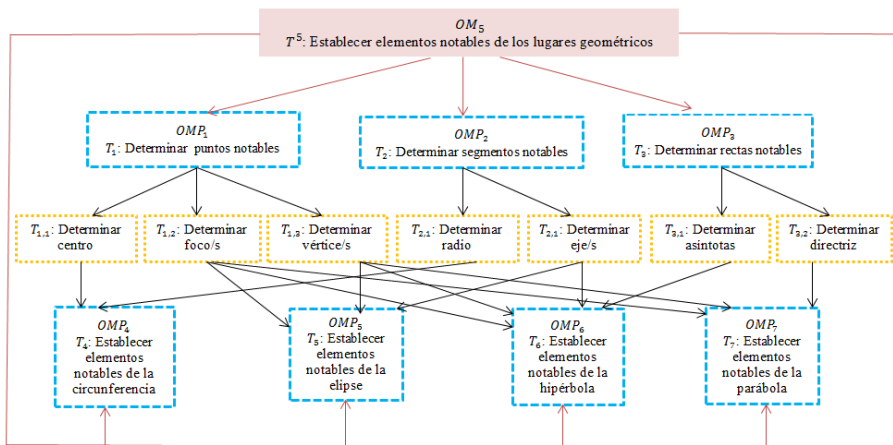 OM5
T⁵: Establecer elementos notables de los lugares geométricos
OMP1
T1: Determinar puntos notables
OMP2
T2: Determinar segmentos notables
OMP3
T3: Determinar rectas notables
T1,1: Determinar
centro
T1,2: Determinar
foco/s
T1,3: Determinar
vértice/s
T2,1: Determinar
radio
T2,1: Determinar
eje/s
T3,1: Determinar
asíntotas
T3,2: Determinar
directriz
OMP4
T4: Establecer
elementos
notables de la
circunferencia
OMP5
T5: Establecer
elementos
notables de la
elipse
OMP6
T6: Establecer
elementos
notables de la
hipérbola
OMP7
T7: Establecer
elementos
notables de la
parábola